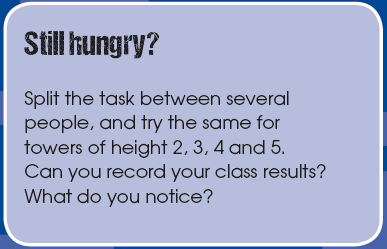 Still hungry?
Split the task between several
people, and try the same for
towers of height 2, 3, 4 and 5.
Can you record your class results?
What do you notice?